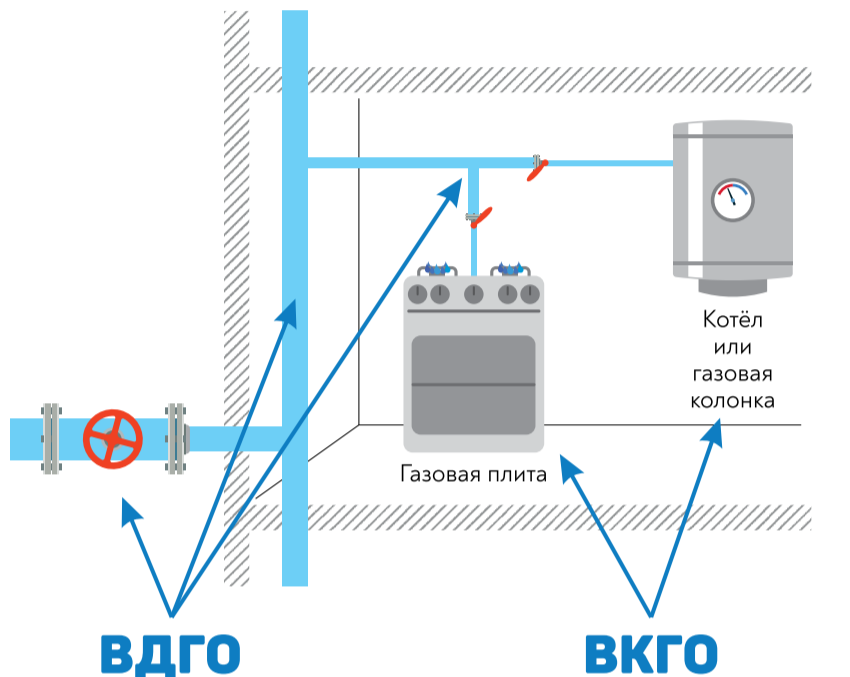 Котёл
или
газовая
колонка
Газовая плита
ВДГО
ВКГО